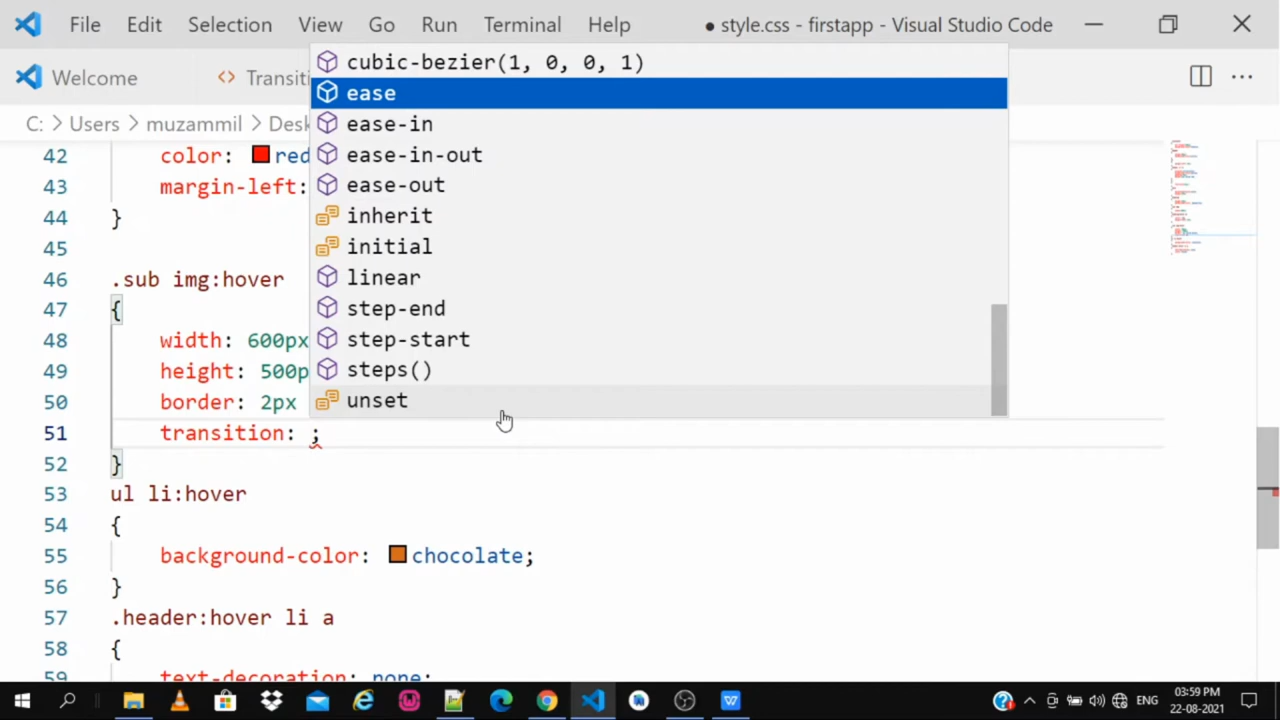 File Edit Selection View Go Run Terminal Help ● style.css - firstapp - Visual Studio Code
Welcome <> Transiti
C: > Users > muzammil > Desk
cubic-bezier(1, 0, 0, 1)
ease
ease-in
ease-in-out
ease-out
inherit
initial
linear
step-end
step-start
steps()
unset
42 color: red
43 margin-left:
44 }
45
46 .sub img:hover
47 {
48 width: 600px
49 height: 500p
50 border: 2px
51 transition: ;
52 }
53 ul li:hover
54 {
55 background-color: chocolate;
56 }
57 .header:hover li a
58 {
59 text-decoration: none;
ENG
03:59 PM
22-08-2021